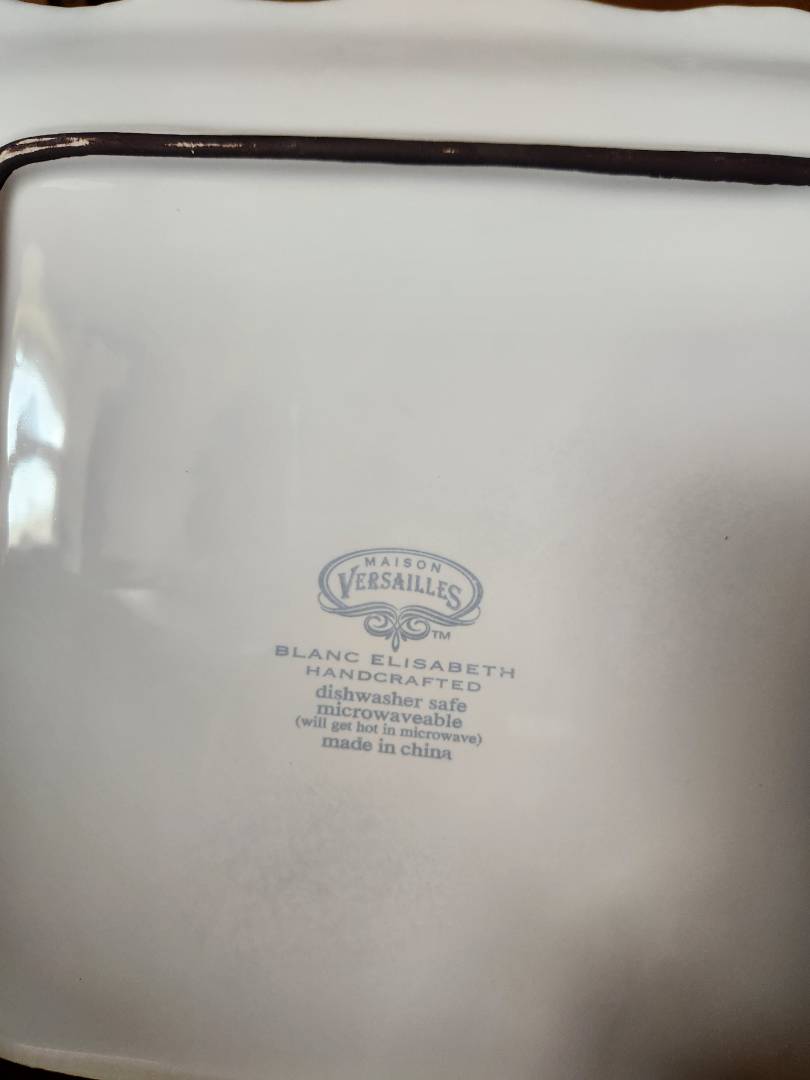 MAISON
VERSAILLES
TM
BLANC ELISABETH
HANDCRAFTED
dishwasher safe
microwaveable
(will get hot in microwave)
made in china